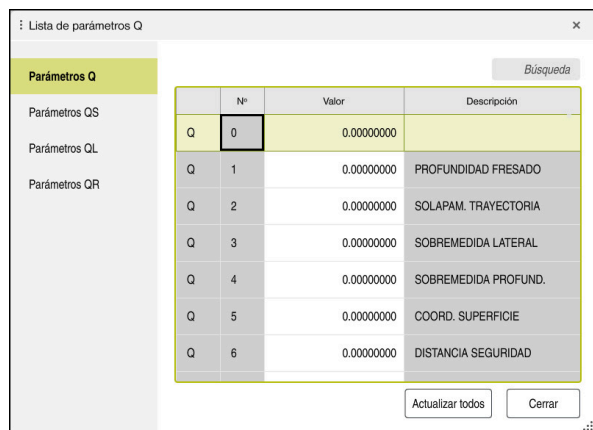 Lista de parámetros Q
×
Parámetros Q
Parámetros QS
Parámetros QL
Parámetros QR
Búsqueda
Nº Valor Descripción
Q 0 0.00000000
Q 1 0.00000000 PROFUNDIDAD FRESADO
Q 2 0.00000000 SOLAPAM. TRAYECTORIA
Q 3 0.00000000 SOBREMEDIDA LATERAL
Q 4 0.00000000 SOBREMEDIDA PROFUND.
Q 5 0.00000000 COORD. SUPERFICIE
Q 6 0.00000000 DISTANCIA SEGURIDAD
Actualizar todos Cerrar